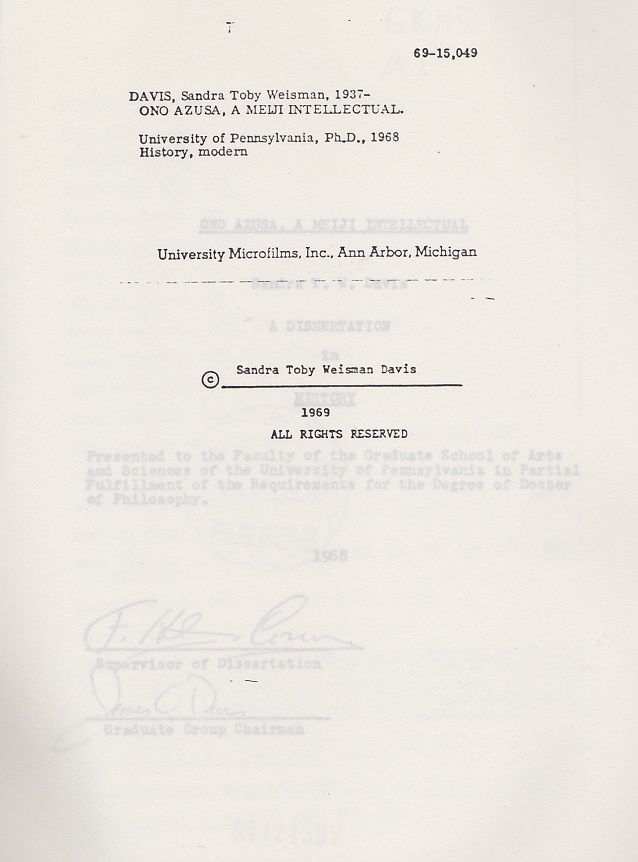 69-15,049
DAVIS, Sandra Toby Weisman, 1937-
ONO AZUSA, A MEIJI INTELLECTUAL.
University of Pennsylvania, Ph.D., 1968
History, modern
ONO AZUSA, A MEIJI INTELLECTUAL
University Microfilms, Inc., Ann Arbor, Michigan
Sandra T. W. Davis
A DISSERTATION
in
Sandra Toby Weisman Davis
©
HISTORY
1969
ALL RIGHTS RESERVED
Presented to the Faculty of the Graduate School of Arts
and Sciences of the University of Pennsylvania in Partial
Fulfillment of the Requirements for the Degree of Doctor
of Philosophy.
1968
Supervisor of Dissertation
James C. Davis
Graduate Group Chairman